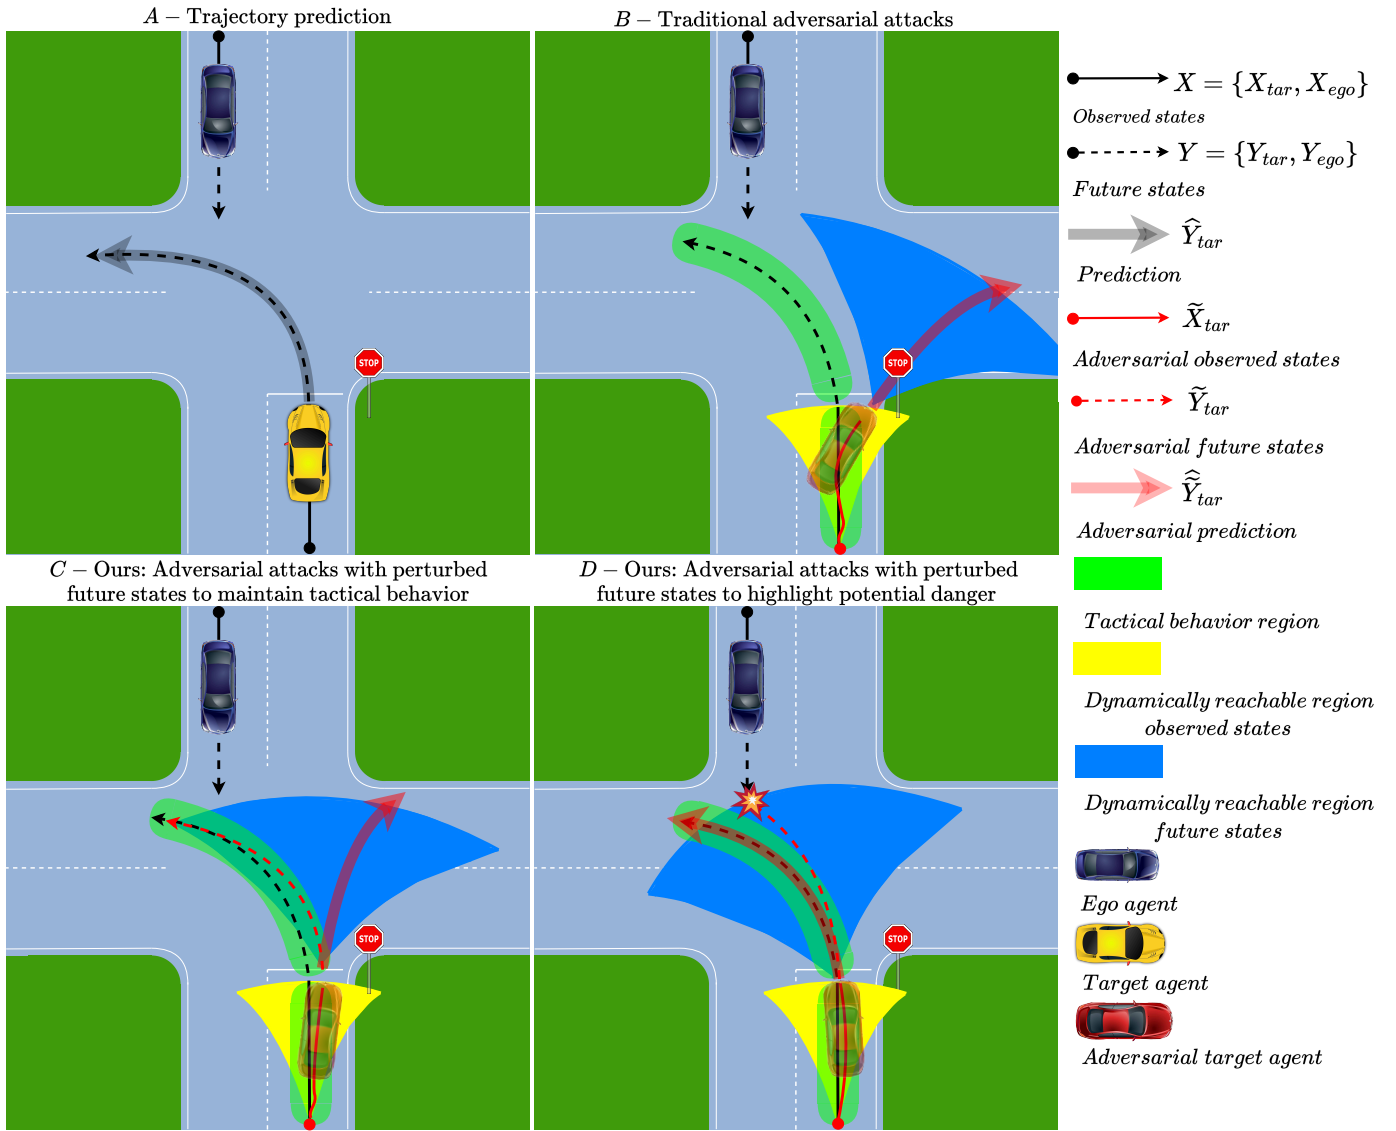 A − Trajectory prediction
B − Traditional adversarial attacks
STOP
STOP
C − Ours: Adversarial attacks with perturbed
future states to maintain tactical behavior
D − Ours: Adversarial attacks with perturbed
future states to highlight potential danger
STOP
STOP
X = {X_tar, X_ego}
Observed states
Y = {Y_tar, Y_ego}
Future states
Ŷ_tar
Prediction
X̃_tar
Adversarial observed states
Ỹ_tar
Adversarial future states
Ỹ̂_tar
Adversarial prediction
Tactical behavior region
Dynamically reachable region
observed states
Dynamically reachable region
future states
Ego agent
Target agent
Adversarial target agent